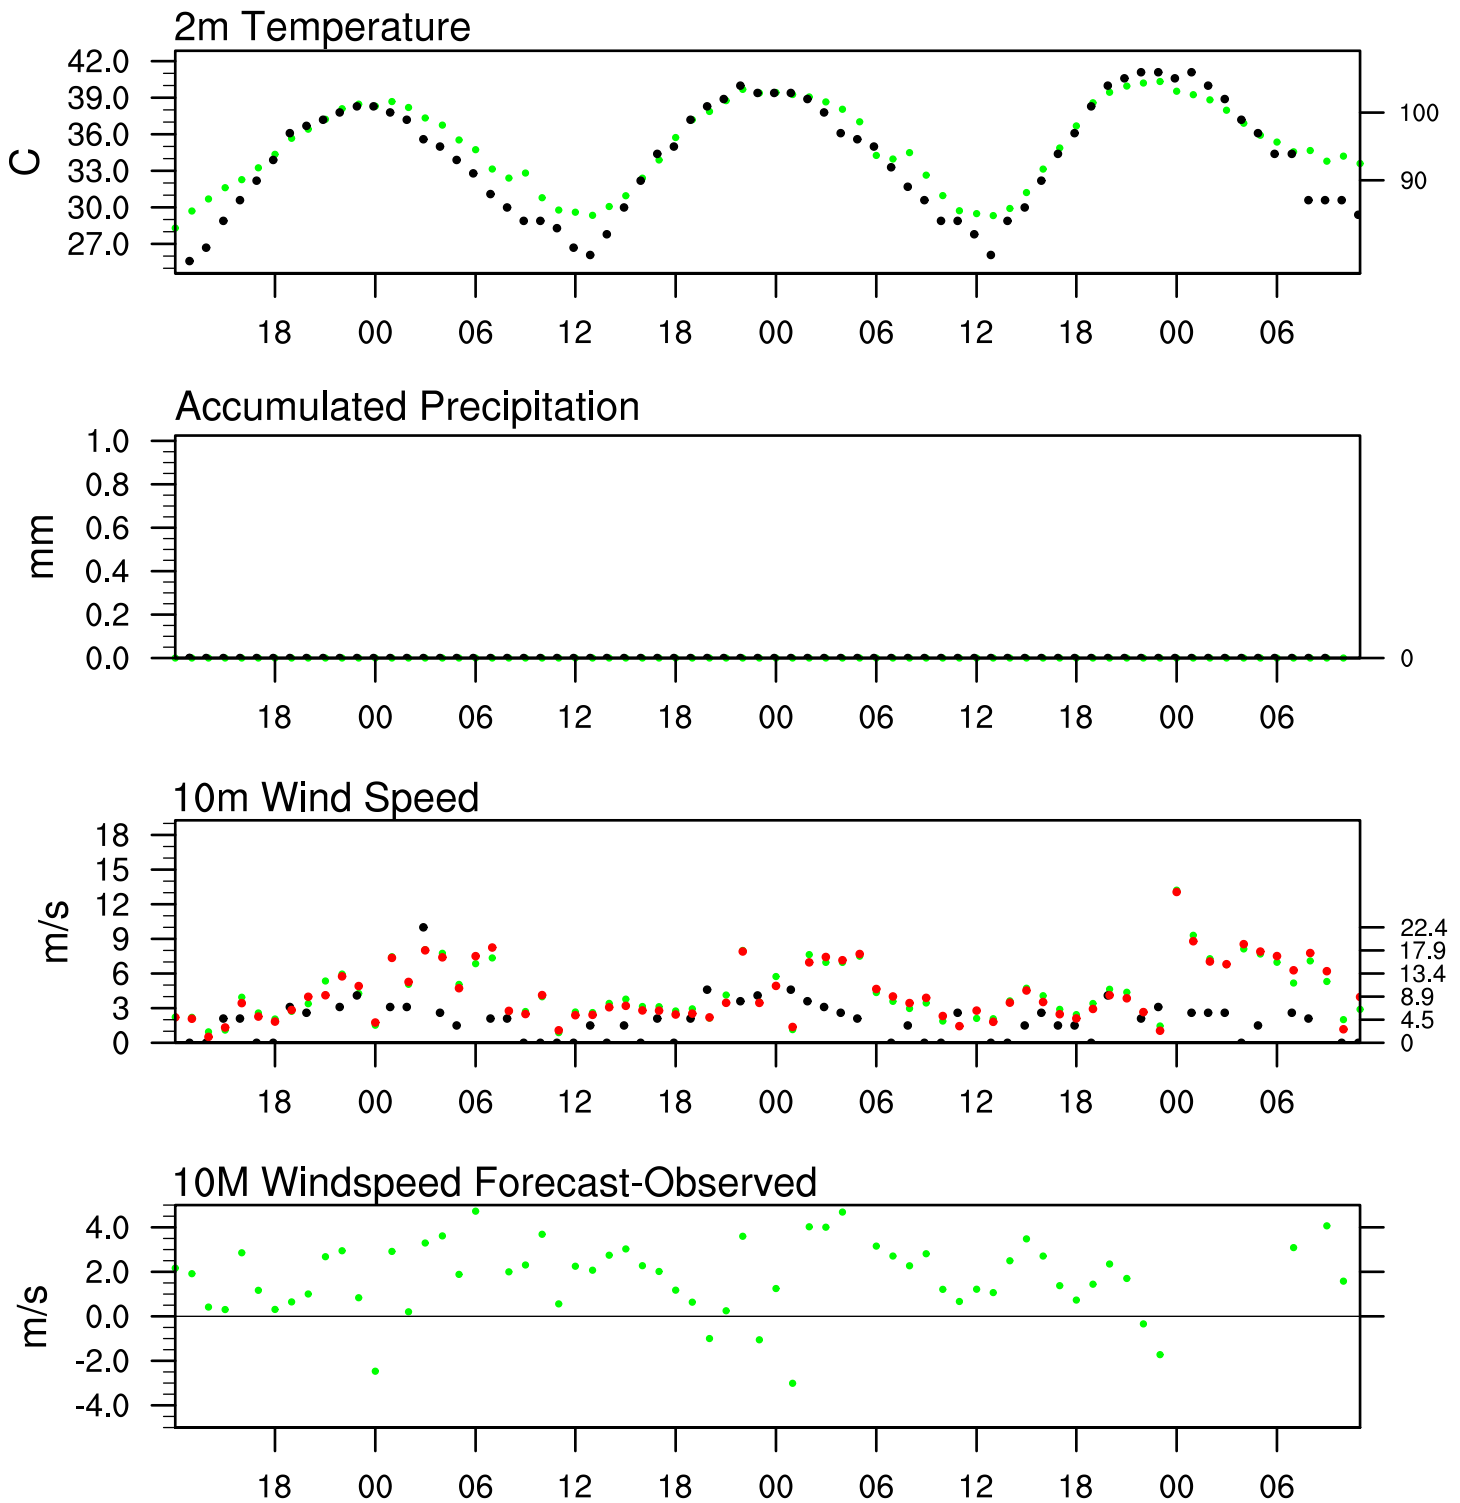 2m Temperature
42.0
39.0
36.0
33.0
30.0
27.0
C
100
90
18 00 06 12 18 00 06 12 18 00 06
Accumulated Precipitation
1.0
0.8
0.6
0.4
0.2
0.0
mm
0
18 00 06 12 18 00 06 12 18 00 06
10m Wind Speed
18
15
12
9
6
3
0
m/s
22.4
17.9
13.4
8.9
4.5
0
18 00 06 12 18 00 06 12 18 00 06
10M Windspeed Forecast-Observed
4.0
2.0
0.0
-2.0
-4.0
m/s
18 00 06 12 18 00 06 12 18 00 06